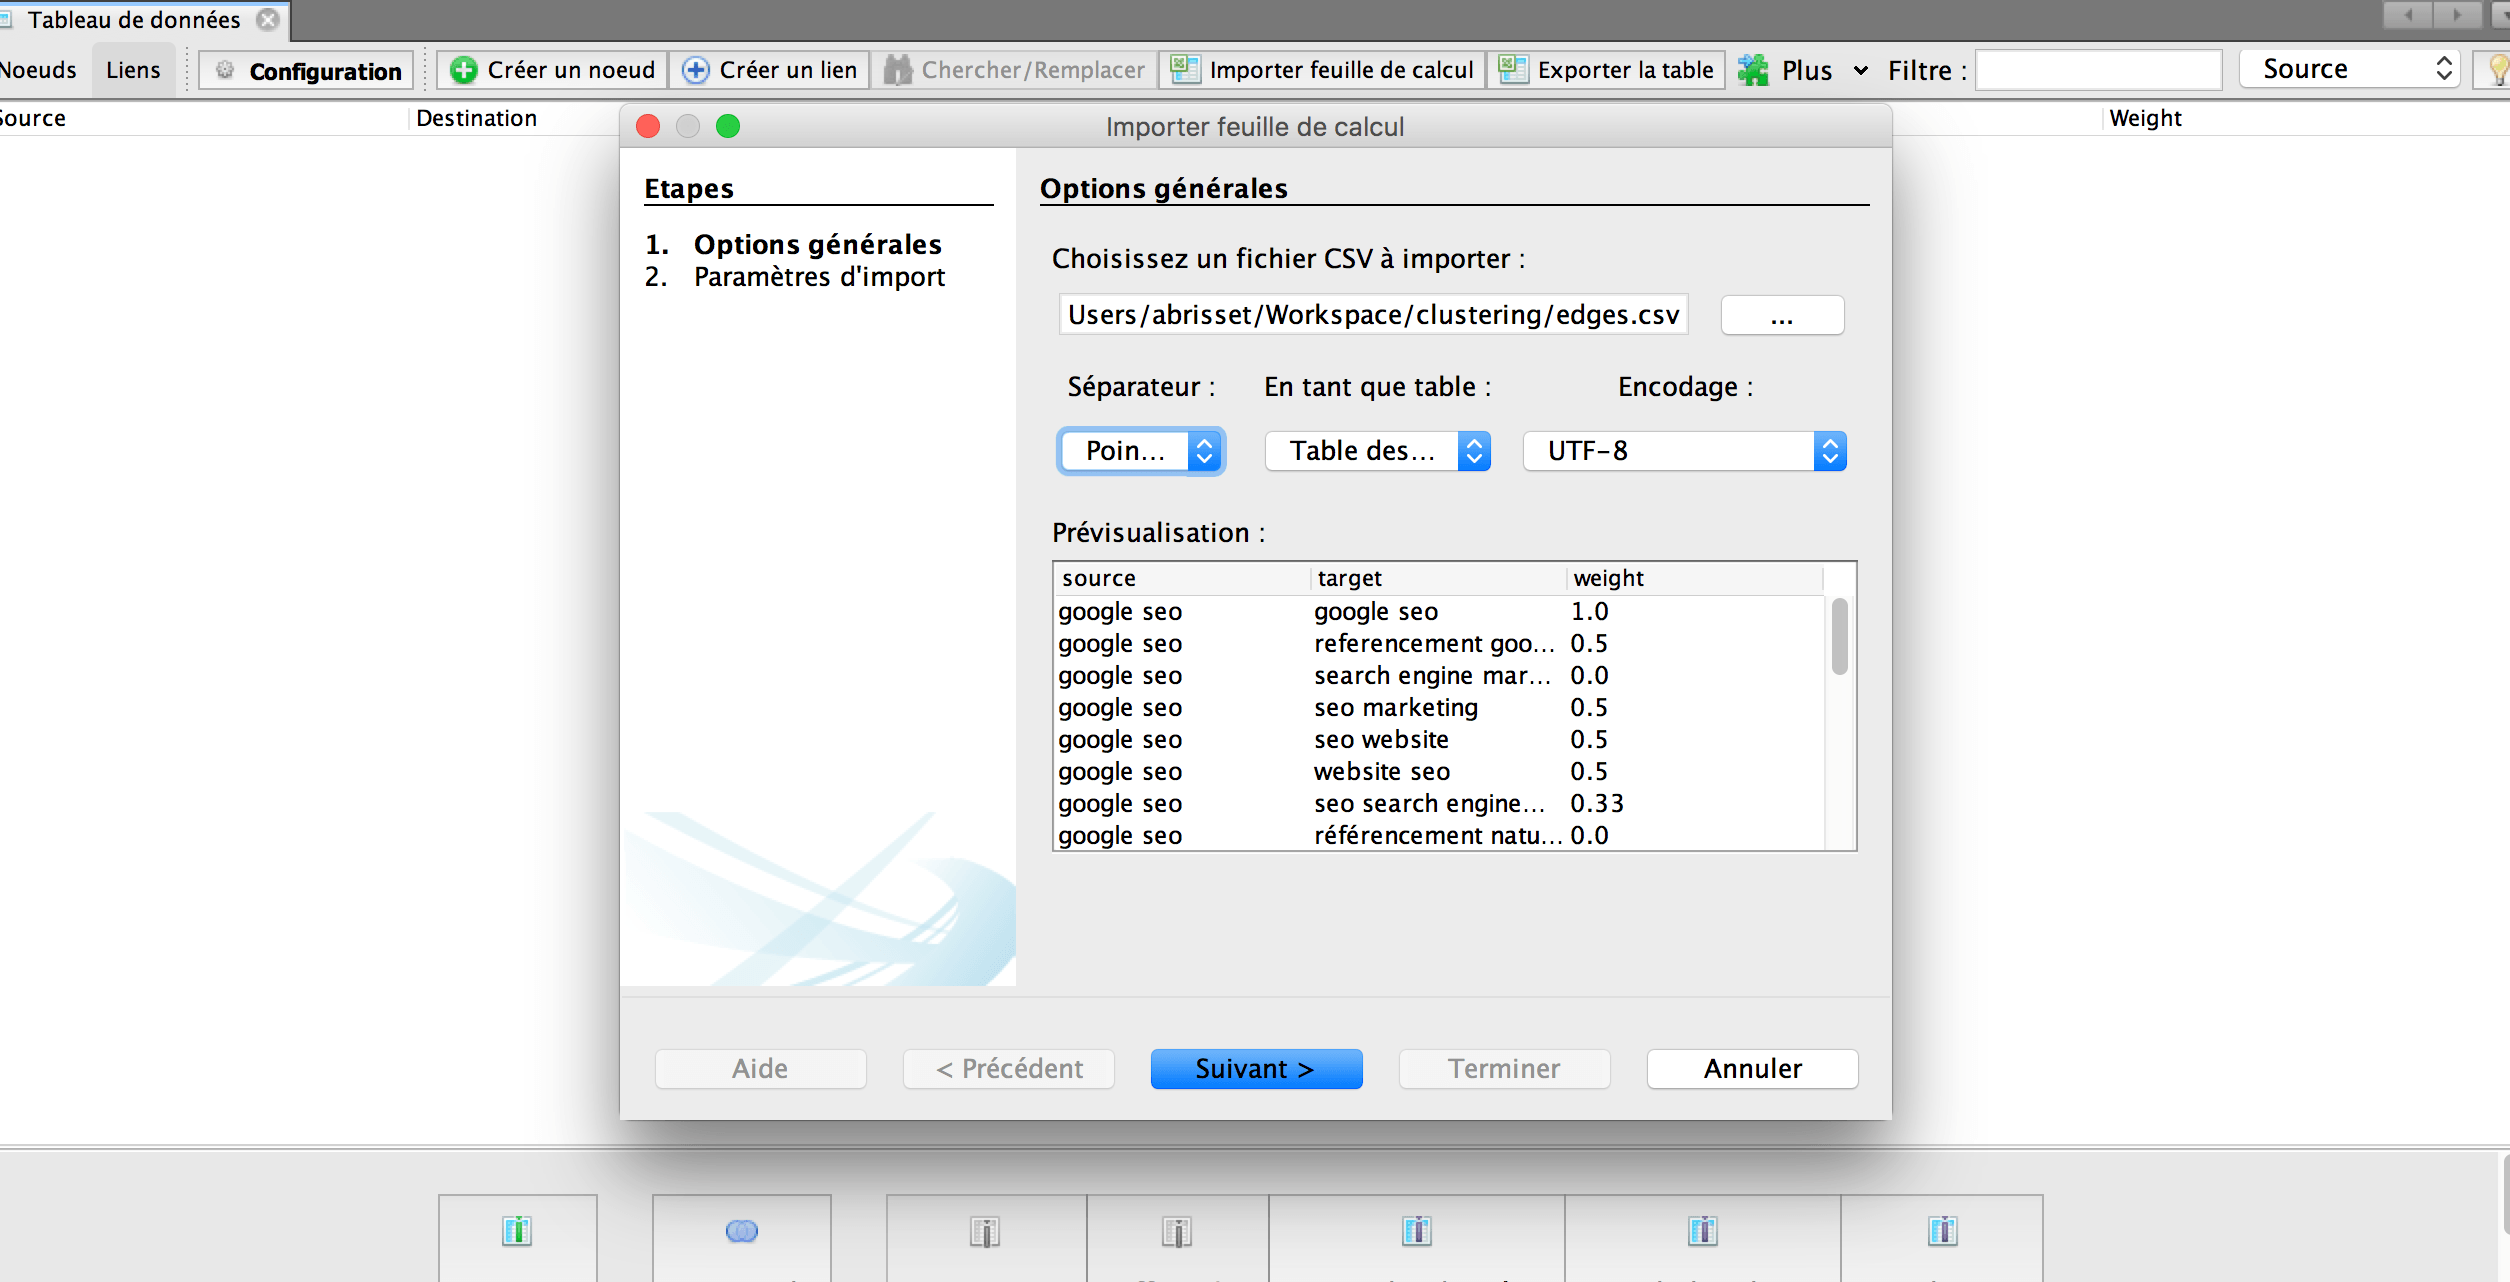 Tableau de données
Noeuds Liens Configuration Créer un noeud Créer un lien Chercher/Remplacer Importer feuille de calcul Exporter la table Plus Filtre : Source
Source Destination Weight
Importer feuille de calcul
Etapes
1. Options générales
2. Paramètres d'import
Options générales
Choisissez un fichier CSV à importer :
Users/abrisset/Workspace/clustering/edges.csv ...
Séparateur : En tant que table : Encodage :
Poin... Table des... UTF-8
Prévisualisation :
source target weight
google seo google seo 1.0
google seo referencement goo... 0.5
google seo search engine mar... 0.0
google seo seo marketing 0.5
google seo seo website 0.5
google seo website seo 0.5
google seo seo search engine... 0.33
google seo référencement natu... 0.0
Aide < Précédent Suivant > Terminer Annuler